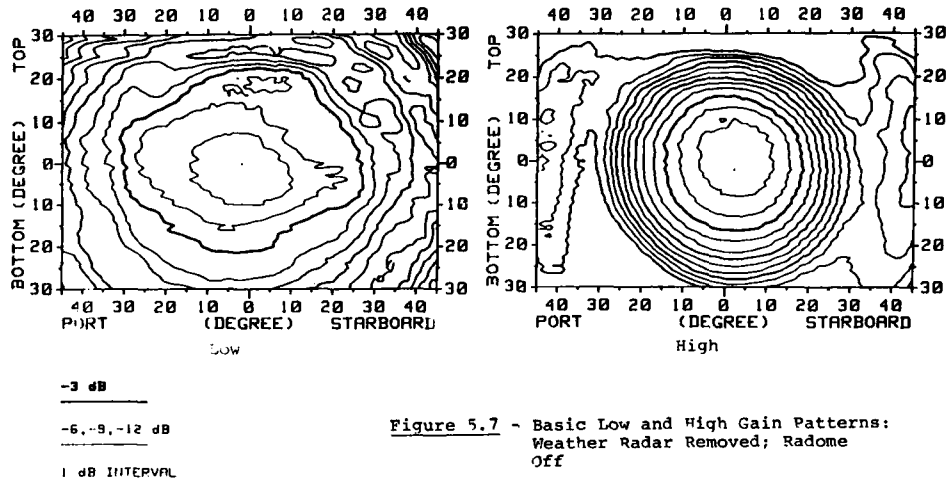 40 30 20 10 0 10 20 30 40
40 30 20 10 0 10 20 30 40
30 30
20 20
10 10
0 0
10 10
20 20
30 30
BOTTOM (DEGREE) TOP
40 30 20 10 0 10 20 30 40
PORT (DEGREE) STARBOARD
Low
30 30
20 20
10 10
0 0
10 10
20 20
30 30
BOTTOM (DEGREE) TOP
40 30 20 10 0 10 20 30 40
PORT (DEGREE) STARBOARD
High
-3 dB
-6,-9,-12 dB
1 dB INTERVAL
Figure 5.7 - Basic Low and High Gain Patterns:
Weather Radar Removed; Radome
Off